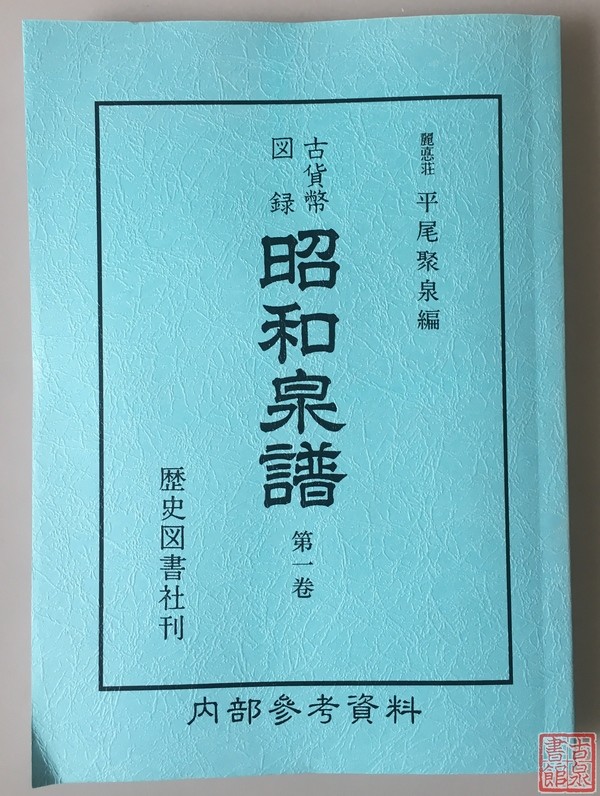 麗悳荘 平尾聚泉編
古貨幣
図録
昭和泉譜
第一巻
歴史図書社刊
内部参考資料
古泉
書館